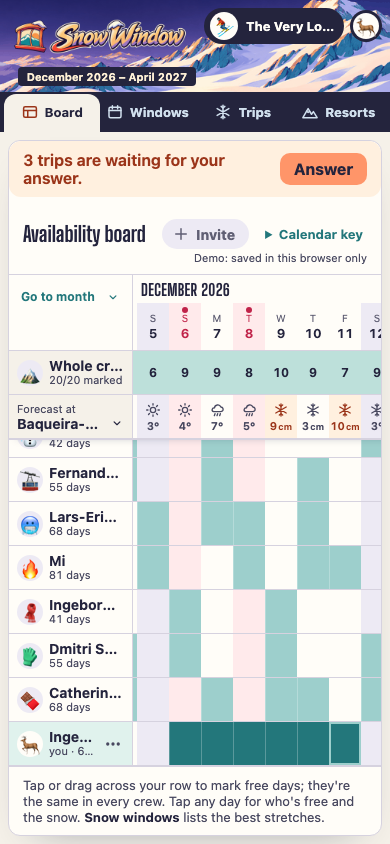 SnowWindow
The Very Lo...
December 2026 – April 2027
Board
Windows
Trips
Resorts
3 trips are waiting for your
answer.
Answer
Availability board
Invite
Calendar key
Demo: saved in this browser only
Go to month
DECEMBER 2026
S S M T W T F S
5 6 7 8 9 10 11 12
Whole cr...
20/20 marked
6 9 9 8 10 9 7 9
Forecast at
Baqueira-...
3° 4° 7° 5° 9 cm 3 cm 10 cm 3°
42 days
Fernand...
55 days
Lars-Eri...
68 days
Mi
81 days
Ingebor...
41 days
Dmitri S...
55 days
Catherin...
68 days
Inge...
you · 6...
Tap or drag across your row to mark free days; they're
the same in every crew. Tap any day for who's free and
the snow. Snow windows lists the best stretches.